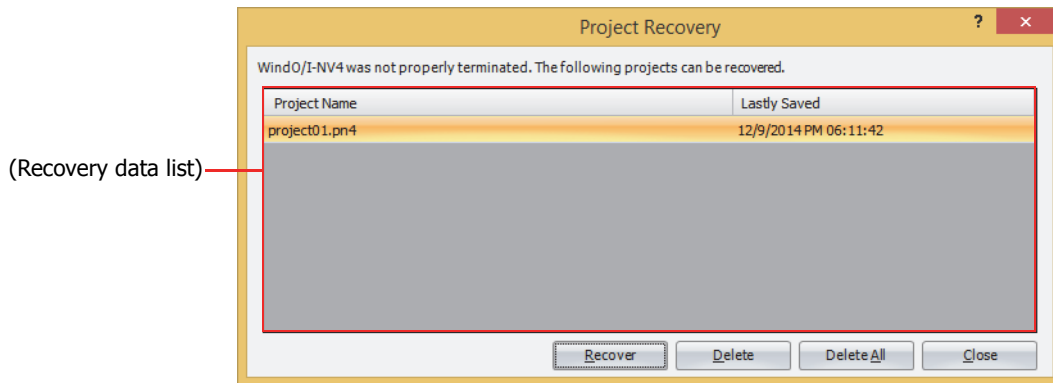 Project Recovery
? ×
WindO/I-NV4 was not properly terminated. The following projects can be recovered.
Project Name Lastly Saved
project01.pn4 12/9/2014 PM 06:11:42
(Recovery data list)
Recover Delete Delete All Close